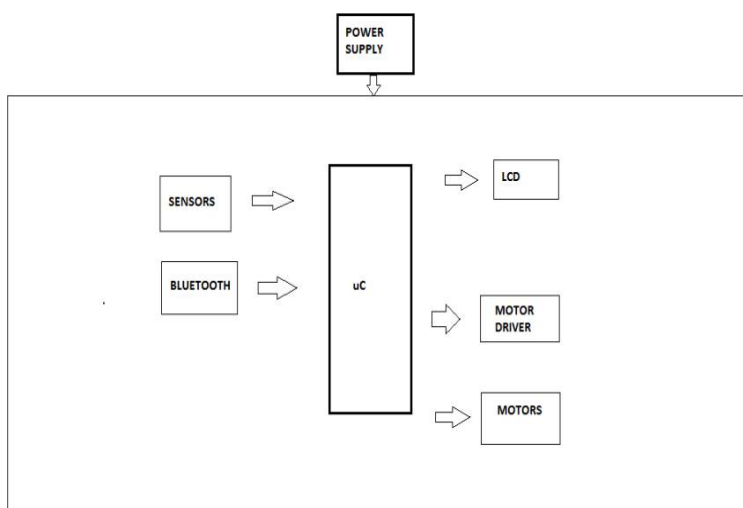 POWER
SUPPLY
SENSORS
LCD
BLUETOOTH
uC
MOTOR
DRIVER
MOTORS